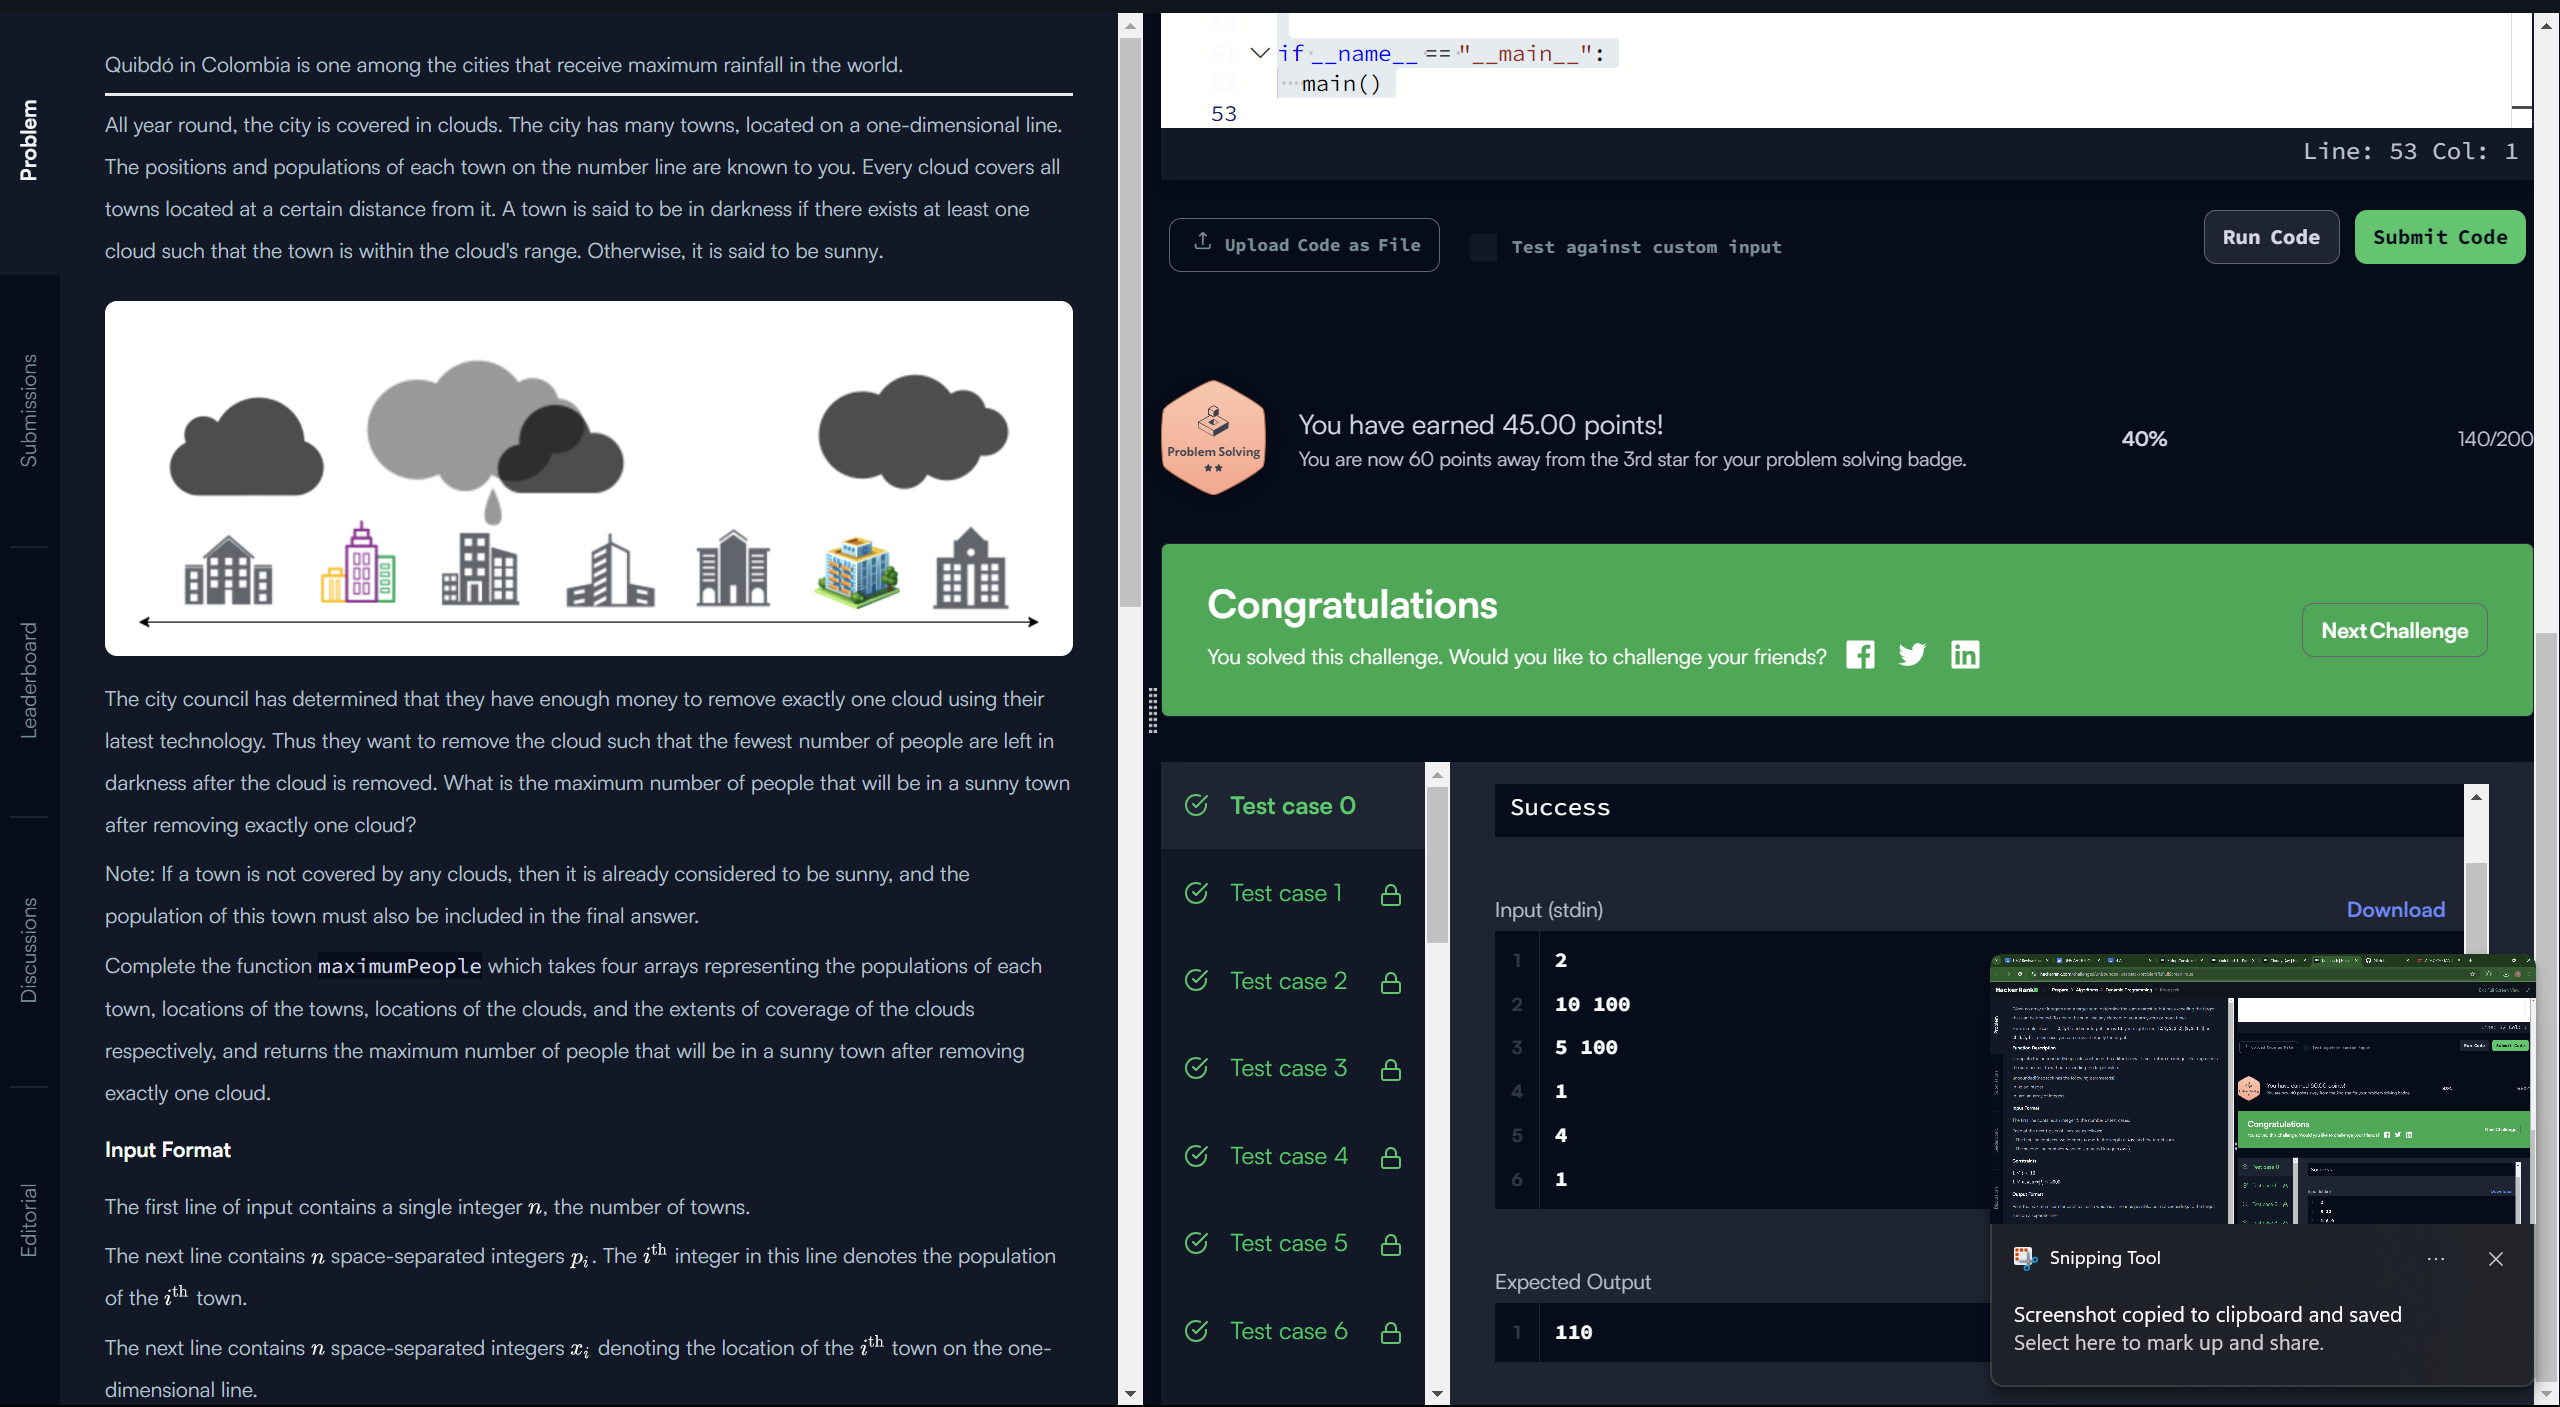 Problem
Submissions
Leaderboard
Discussions
Editorial
Quibdó in Colombia is one among the cities that receive maximum rainfall in the world.
All year round, the city is covered in clouds. The city has many towns, located on a one-dimensional line.
The positions and populations of each town on the number line are known to you. Every cloud covers all
towns located at a certain distance from it. A town is said to be in darkness if there exists at least one
cloud such that the town is within the cloud's range. Otherwise, it is said to be sunny.
The city council has determined that they have enough money to remove exactly one cloud using their
latest technology. Thus they want to remove the cloud such that the fewest number of people are left in
darkness after the cloud is removed. What is the maximum number of people that will be in a sunny town
after removing exactly one cloud?
Note: If a town is not covered by any clouds, then it is already considered to be sunny, and the
population of this town must also be included in the final answer.
Complete the function maximumPeople which takes four arrays representing the populations of each
town, locations of the towns, locations of the clouds, and the extents of coverage of the clouds
respectively, and returns the maximum number of people that will be in a sunny town after removing
exactly one cloud.
Input Format
The first line of input contains a single integer n, the number of towns.
The next line contains n space-separated integers pi. The ith integer in this line denotes the population
of the ith town.
The next line contains n space-separated integers xi denoting the location of the ith town on the one-
dimensional line.
50
51 if __name__ == "__main__":
52 main()
53
Line: 53 Col: 1
Upload Code as File
Test against custom input
Run Code
Submit Code
Problem Solving
You have earned 45.00 points!
You are now 60 points away from the 3rd star for your problem solving badge.
40%
140/200
Congratulations
You solved this challenge. Would you like to challenge your friends?
Next Challenge
Test case 0
Test case 1
Test case 2
Test case 3
Test case 4
Test case 5
Test case 6
Success
Input (stdin)
Download
1 2
2 10 100
3 5 100
4 1
5 4
6 1
Expected Output
1 110
HackerRank
Congratulations
Snipping Tool
Screenshot copied to clipboard and saved
Select here to mark up and share.